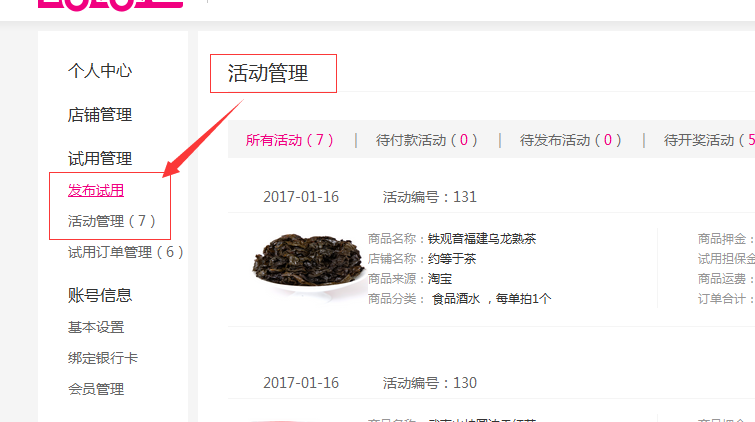 个人中心
店铺管理
试用管理
发布试用
活动管理（7）
试用订单管理（6）
账号信息
基本设置
绑定银行卡
会员管理
活动管理
所有活动（7） 待付款活动（0） 待发布活动（0） 待开奖活动（5
2017-01-16 活动编号：131
商品名称：铁观音福建乌龙熟茶 商品押金：
店铺名称：约等于茶 试用担保金
商品来源：淘宝 商品运费：
商品分类： 食品酒水 ，每单拍1个 订单合计：
2017-01-16 活动编号：130